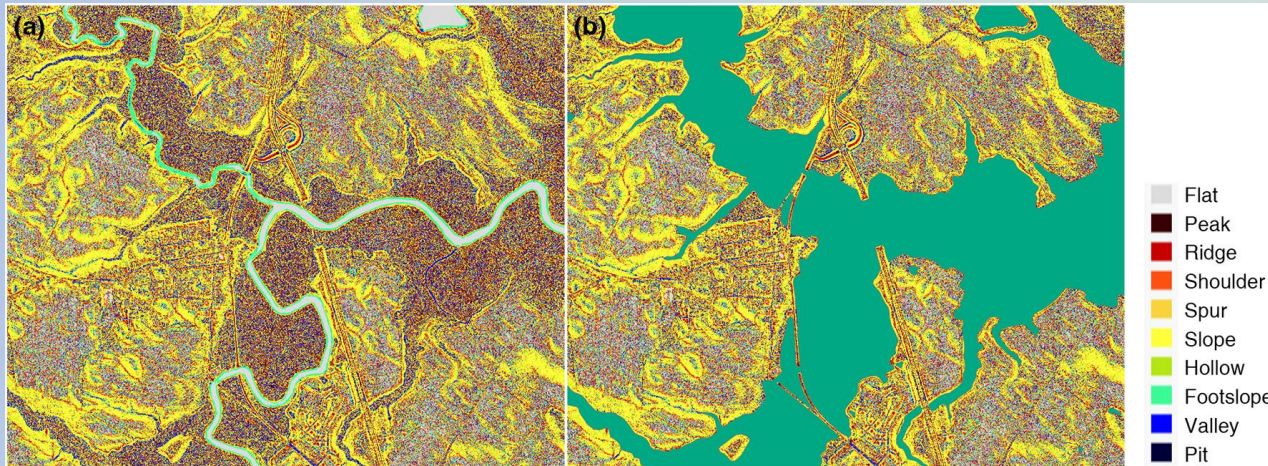 (a)
(b)
Flat
Peak
Ridge
Shoulder
Spur
Slope
Hollow
Footslope
Valley
Pit